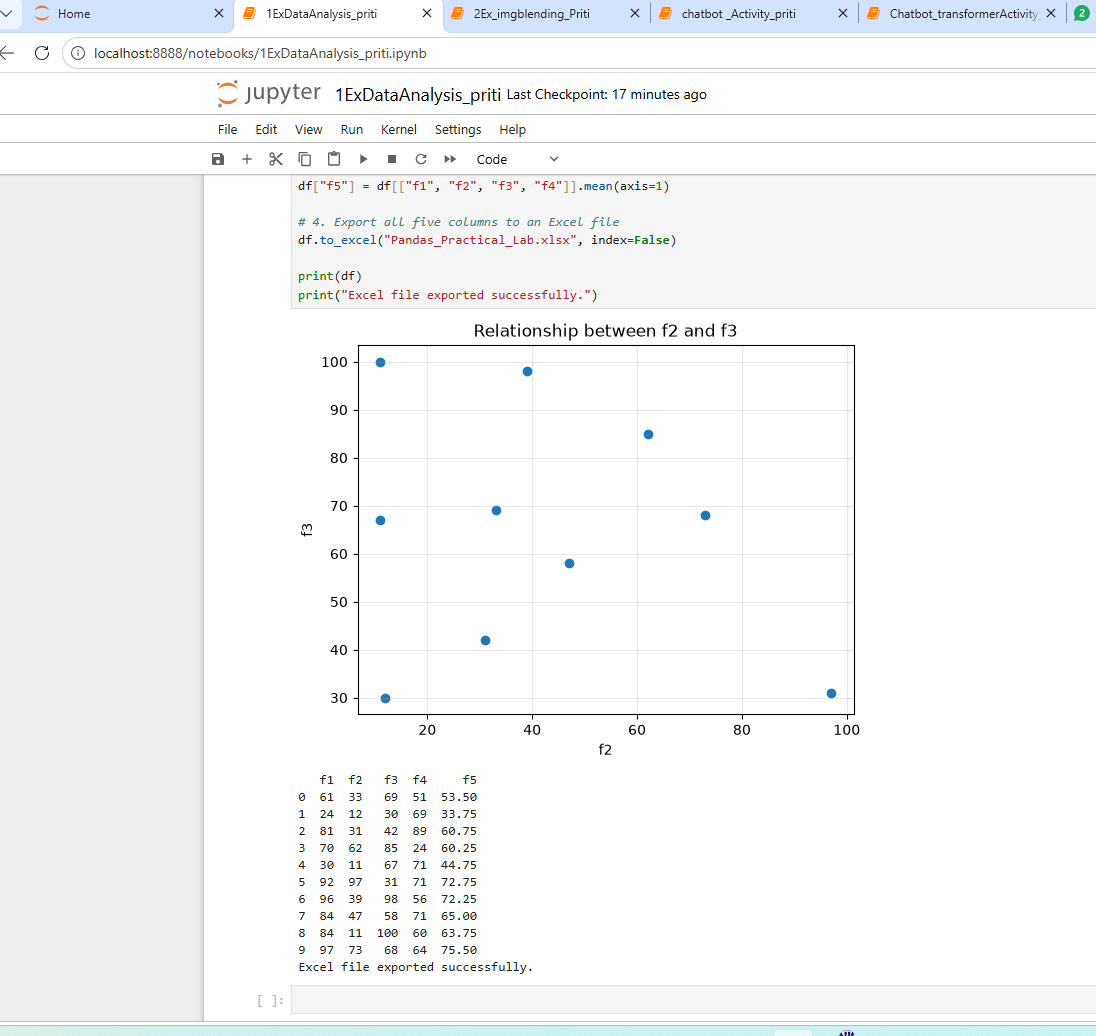 Home
1ExDataAnalysis_priti
2Ex_imgblending_Priti
chatbot _Activity_priti
Chatbot_transformerActivity_
2
localhost:8888/notebooks/1ExDataAnalysis_priti.ipynb
jupyter 1ExDataAnalysis_priti Last Checkpoint: 17 minutes ago
File Edit View Run Kernel Settings Help
Code
df["f5"] = df[["f1", "f2", "f3", "f4"]].mean(axis=1)
# 4. Export all five columns to an Excel file
df.to_excel("Pandas_Practical_Lab.xlsx", index=False)
print(df)
print("Excel file exported successfully.")
Relationship between f2 and f3
100
90
80
70
60
50
40
30
f3
20 40 60 80 100
f2
f1 f2 f3 f4 f5
0 61 33 69 51 53.50
1 24 12 30 69 33.75
2 81 31 42 89 60.75
3 70 62 85 24 60.25
4 30 11 67 71 44.75
5 92 97 31 71 72.75
6 96 39 98 56 72.25
7 84 47 58 71 65.00
8 84 11 100 60 63.75
9 97 73 68 64 75.50
Excel file exported successfully.
[ ]: